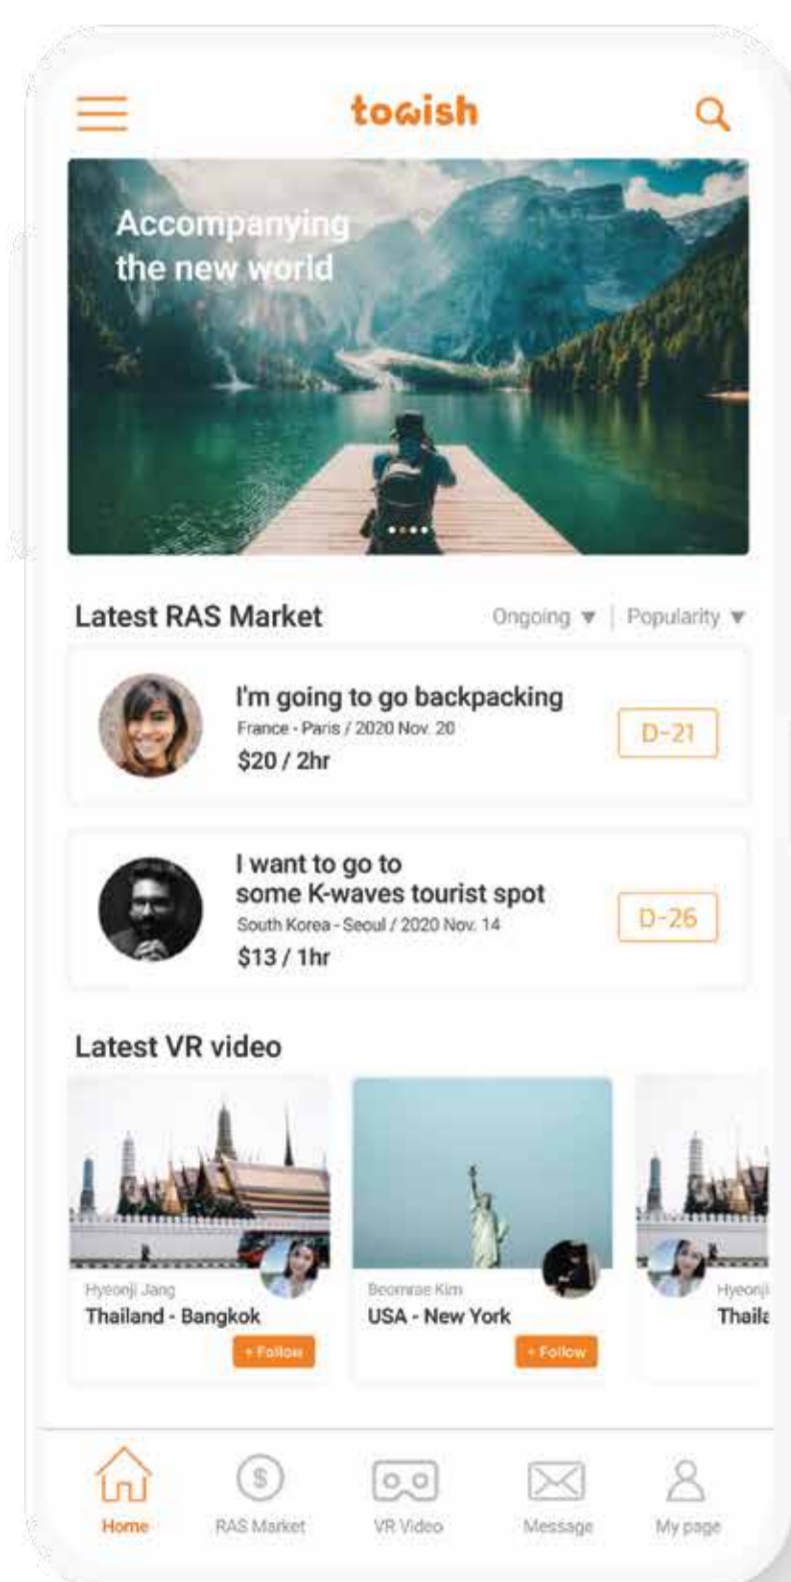 towish
Accompanying
the new world
Latest RAS Market
Ongoing ▼ | Popularity ▼
I'm going to go backpacking
France - Paris / 2020 Nov. 20
$20 / 2hr
D-21
I want to go to
some K-waves tourist spot
South Korea - Seoul / 2020 Nov. 14
$13 / 1hr
D-26
Latest VR video
Hyeonji Jang
Thailand - Bangkok
+ Follow
Beomrae Kim
USA - New York
+ Follow
Hyeonji
Thaila
Home
RAS Market
VR Video
Message
My page